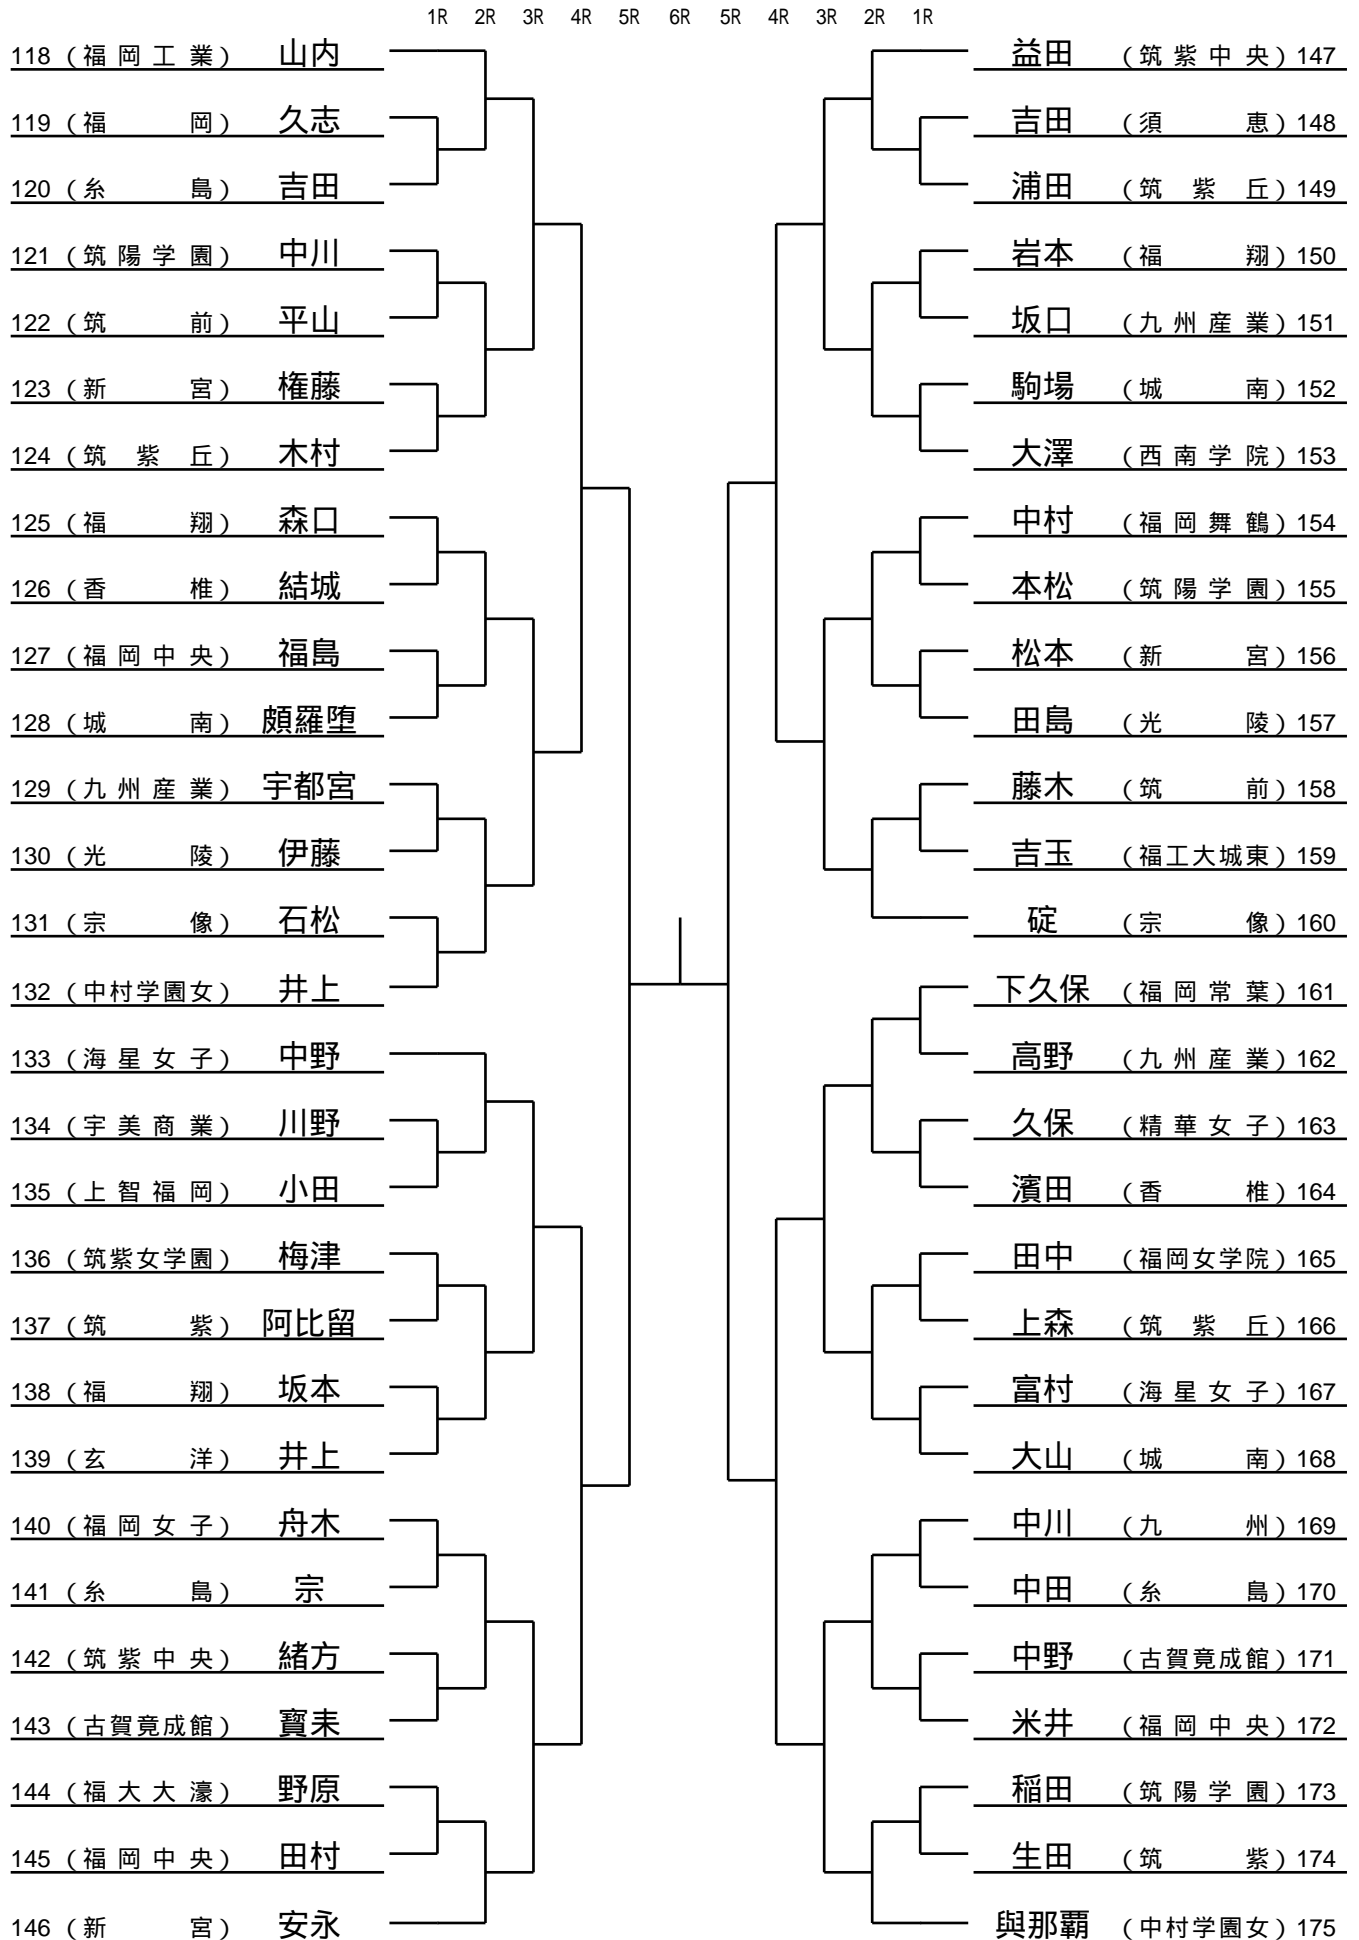 1R 2R 3R 4R 5R 6R 5R 4R 3R 2R 1R
118 (福岡工業) 山内 益田 (筑紫中央) 147
119 (福岡) 久志 吉田 (須恵) 148
120 (糸島) 吉田 浦田 (筑紫丘) 149
121 (筑陽学園) 中川 岩本 (福翔) 150
122 (筑前) 平山 坂口 (九州産業) 151
123 (新宮) 権藤 駒場 (城南) 152
124 (筑紫丘) 木村 大澤 (西南学院) 153
125 (福翔) 森口 中村 (福岡舞鶴) 154
126 (香椎) 結城 本松 (筑陽学園) 155
127 (福岡中央) 福島 松本 (新宮) 156
128 (城南) 頗羅堕 田島 (光陵) 157
129 (九州産業) 宇都宮 藤木 (筑前) 158
130 (光陵) 伊藤 吉玉 (福工大城東) 159
131 (宗像) 石松 碇 (宗像) 160
132 (中村学園女) 井上 下久保 (福岡常葉) 161
133 (海星女子) 中野 高野 (九州産業) 162
134 (宇美商業) 川野 久保 (精華女子) 163
135 (上智福岡) 小田 濱田 (香椎) 164
136 (筑紫女学園) 梅津 田中 (福岡女学院) 165
137 (筑紫) 阿比留 上森 (筑紫丘) 166
138 (福翔) 坂本 富村 (海星女子) 167
139 (玄洋) 井上 大山 (城南) 168
140 (福岡女子) 舟木 中川 (九州) 169
141 (糸島) 宗 中田 (糸島) 170
142 (筑紫中央) 緒方 中野 (古賀竟成館) 171
143 (古賀竟成館) 寳耒 米井 (福岡中央) 172
144 (福大大濠) 野原 稲田 (筑陽学園) 173
145 (福岡中央) 田村 生田 (筑紫) 174
146 (新宮) 安永 與那覇 (中村学園女) 175